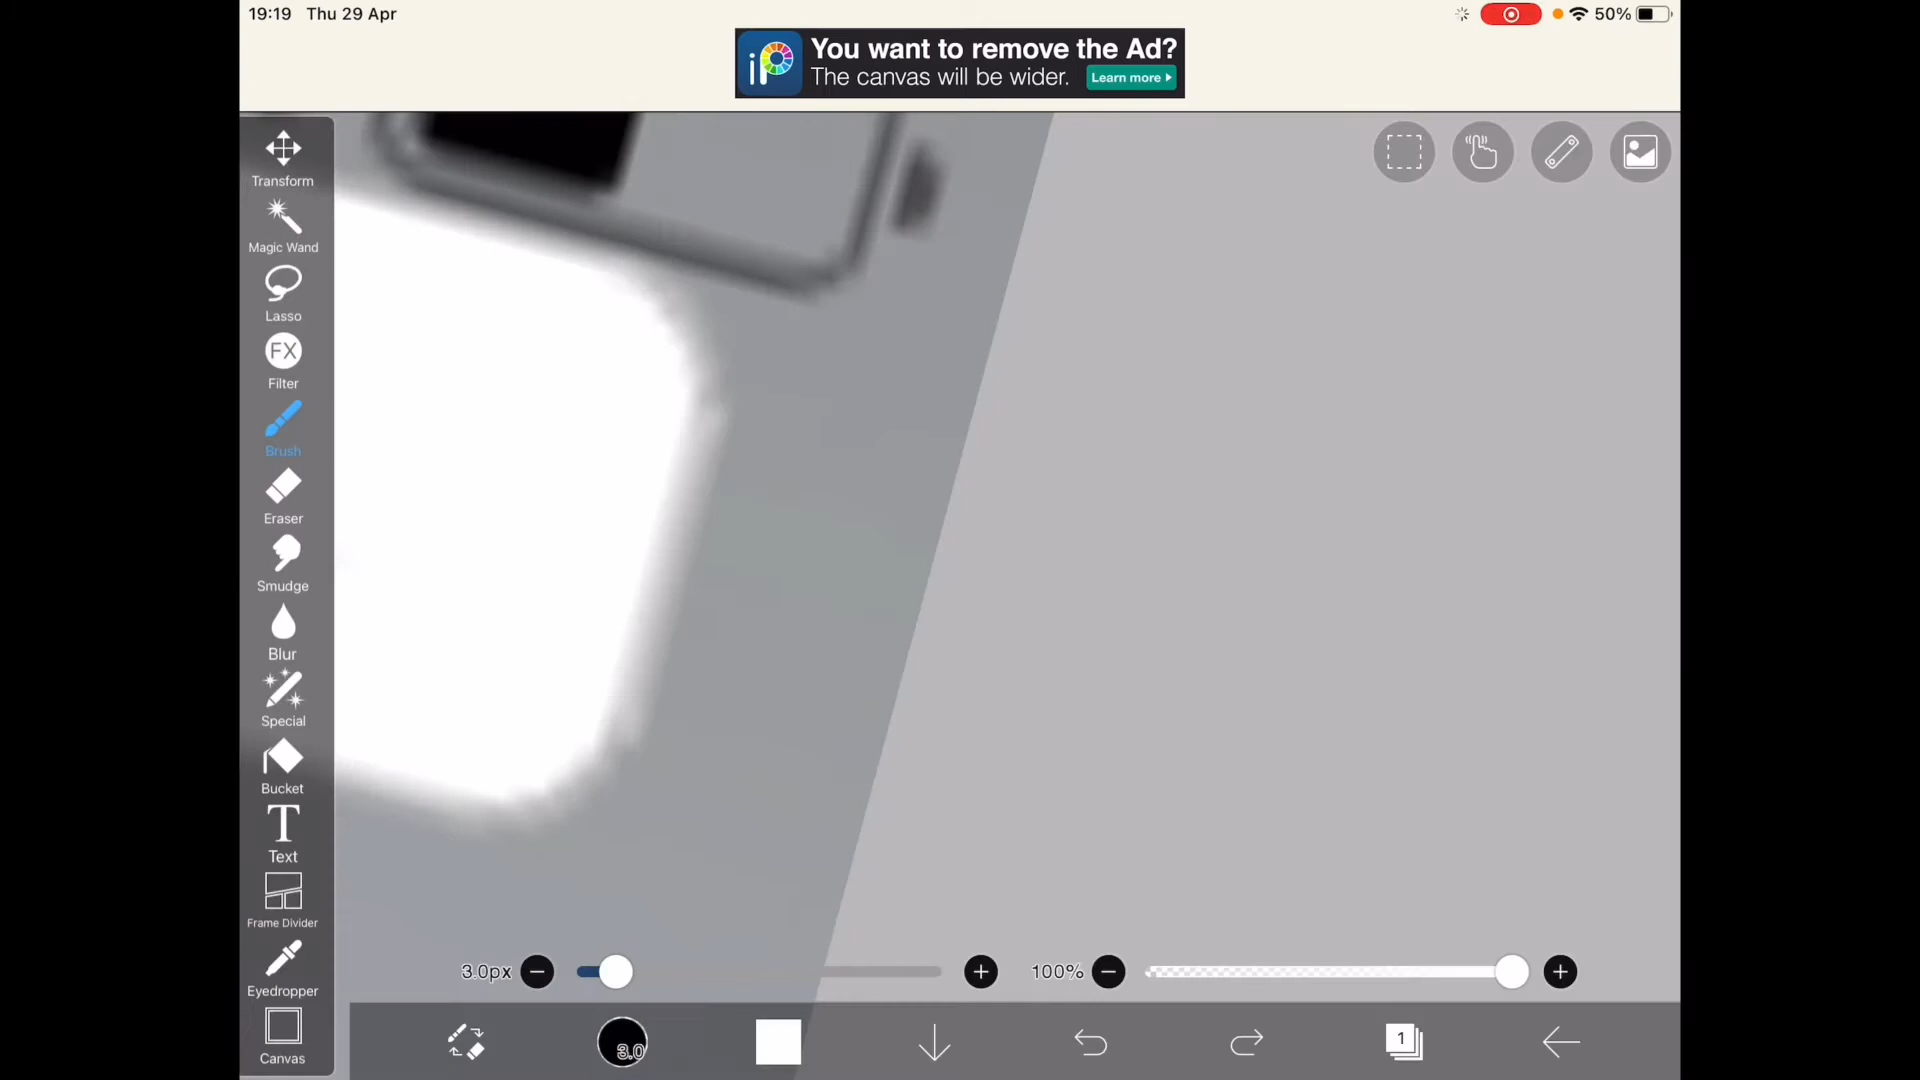 19:19 Thu 29 Apr
50%
iP
You want to remove the Ad?
The canvas will be wider.
Learn more
Transform
Magic Wand
Lasso
FX
Filter
Brush
Eraser
Smudge
Blur
Special
Bucket
T
Text
Frame Divider
Eyedropper
Canvas
3.0px
100%
3.0
1